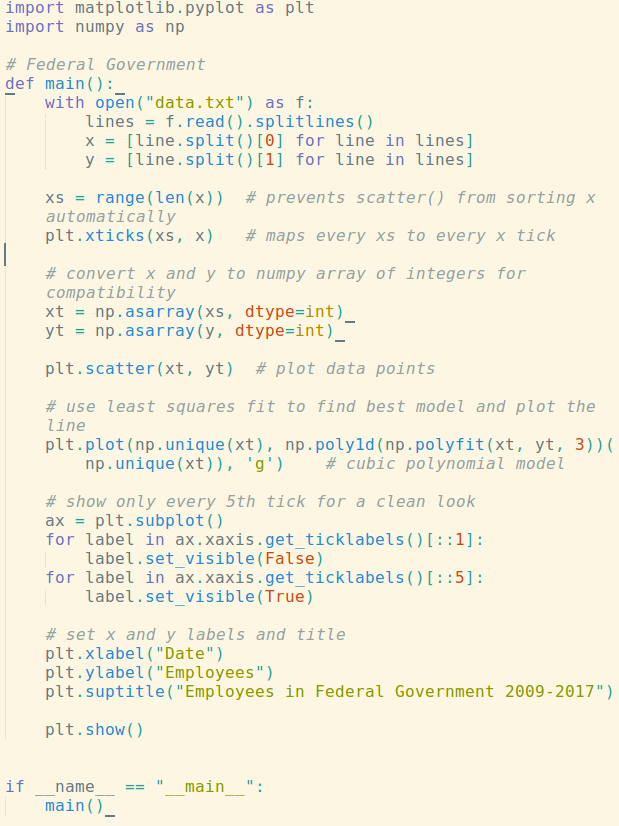 import matplotlib.pyplot as plt
import numpy as np

# Federal Government
def main():
    with open("data.txt") as f:
        lines = f.read().splitlines()
        x = [line.split()[0] for line in lines]
        y = [line.split()[1] for line in lines]

    xs = range(len(x))  # prevents scatter() from sorting x
    automatically
    plt.xticks(xs, x)   # maps every xs to every x tick

    # convert x and y to numpy array of integers for
    compatibility
    xt = np.asarray(xs, dtype=int)
    yt = np.asarray(y, dtype=int)

    plt.scatter(xt, yt)  # plot data points

    # use least squares fit to find best model and plot the
    line
    plt.plot(np.unique(xt), np.poly1d(np.polyfit(xt, yt, 3))(
        np.unique(xt)), 'g')    # cubic polynomial model

    # show only every 5th tick for a clean look
    ax = plt.subplot()
    for label in ax.xaxis.get_ticklabels()[::1]:
        label.set_visible(False)
    for label in ax.xaxis.get_ticklabels()[::5]:
        label.set_visible(True)

    # set x and y labels and title
    plt.xlabel("Date")
    plt.ylabel("Employees")
    plt.suptitle("Employees in Federal Government 2009-2017")

    plt.show()


if __name__ == "__main__":
    main()